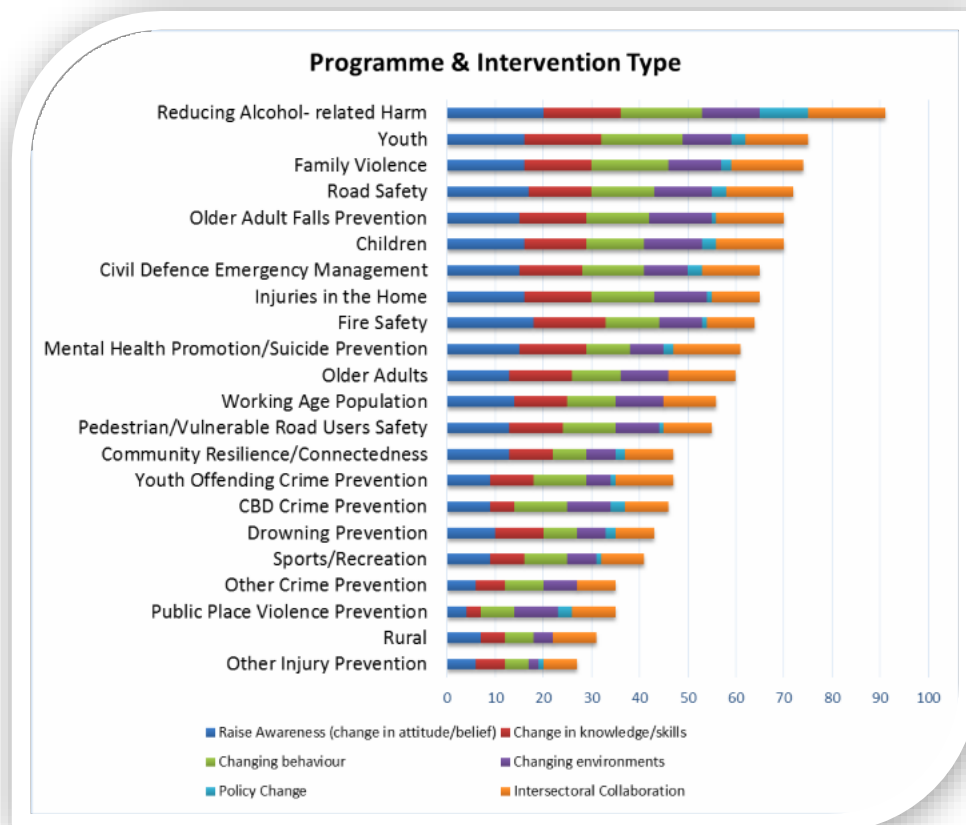 Programme & Intervention Type
Reducing Alcohol- related Harm
Youth
Family Violence
Road Safety
Older Adult Falls Prevention
Children
Civil Defence Emergency Management
Injuries in the Home
Fire Safety
Mental Health Promotion/Suicide Prevention
Older Adults
Working Age Population
Pedestrian/Vulnerable Road Users Safety
Community Resilience/Connectedness
Youth Offending Crime Prevention
CBD Crime Prevention
Drowning Prevention
Sports/Recreation
Other Crime Prevention
Public Place Violence Prevention
Rural
Other Injury Prevention
0 10 20 30 40 50 60 70 80 90 100
Raise Awareness (change in attitude/belief) Change in knowledge/skills
Changing behaviour Changing environments
Policy Change Intersectoral Collaboration